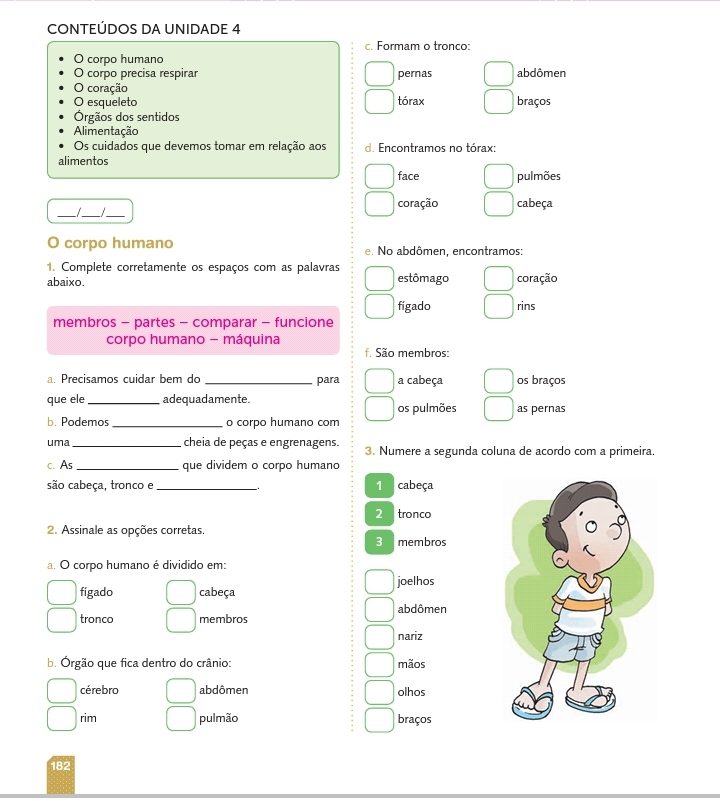 CONTEÚDOS DA UNIDADE 4
• O corpo humano
• O corpo precisa respirar
• O coração
• O esqueleto
• Órgãos dos sentidos
• Alimentação
• Os cuidados que devemos tomar em relação aos
alimentos
___/___/___
O corpo humano
1. Complete corretamente os espaços com as palavras
abaixo.
membros – partes – comparar – funcione
corpo humano – máquina
a. Precisamos cuidar bem do ________________ para
que ele ___________ adequadamente.
b. Podemos ________________ o corpo humano com
uma ________________ cheia de peças e engrenagens.
c. As ________________ que dividem o corpo humano
são cabeça, tronco e ________________.
2. Assinale as opções corretas.
a. O corpo humano é dividido em:
fígado cabeça
tronco membros
b. Órgão que fica dentro do crânio:
cérebro abdômen
rim pulmão
182
c. Formam o tronco:
pernas abdômen
tórax braços
d. Encontramos no tórax:
face pulmões
coração cabeça
e. No abdômen, encontramos:
estômago coração
fígado rins
f. São membros:
a cabeça os braços
os pulmões as pernas
3. Numere a segunda coluna de acordo com a primeira.
1 cabeça
2 tronco
3 membros
joelhos
abdômen
nariz
mãos
olhos
braços